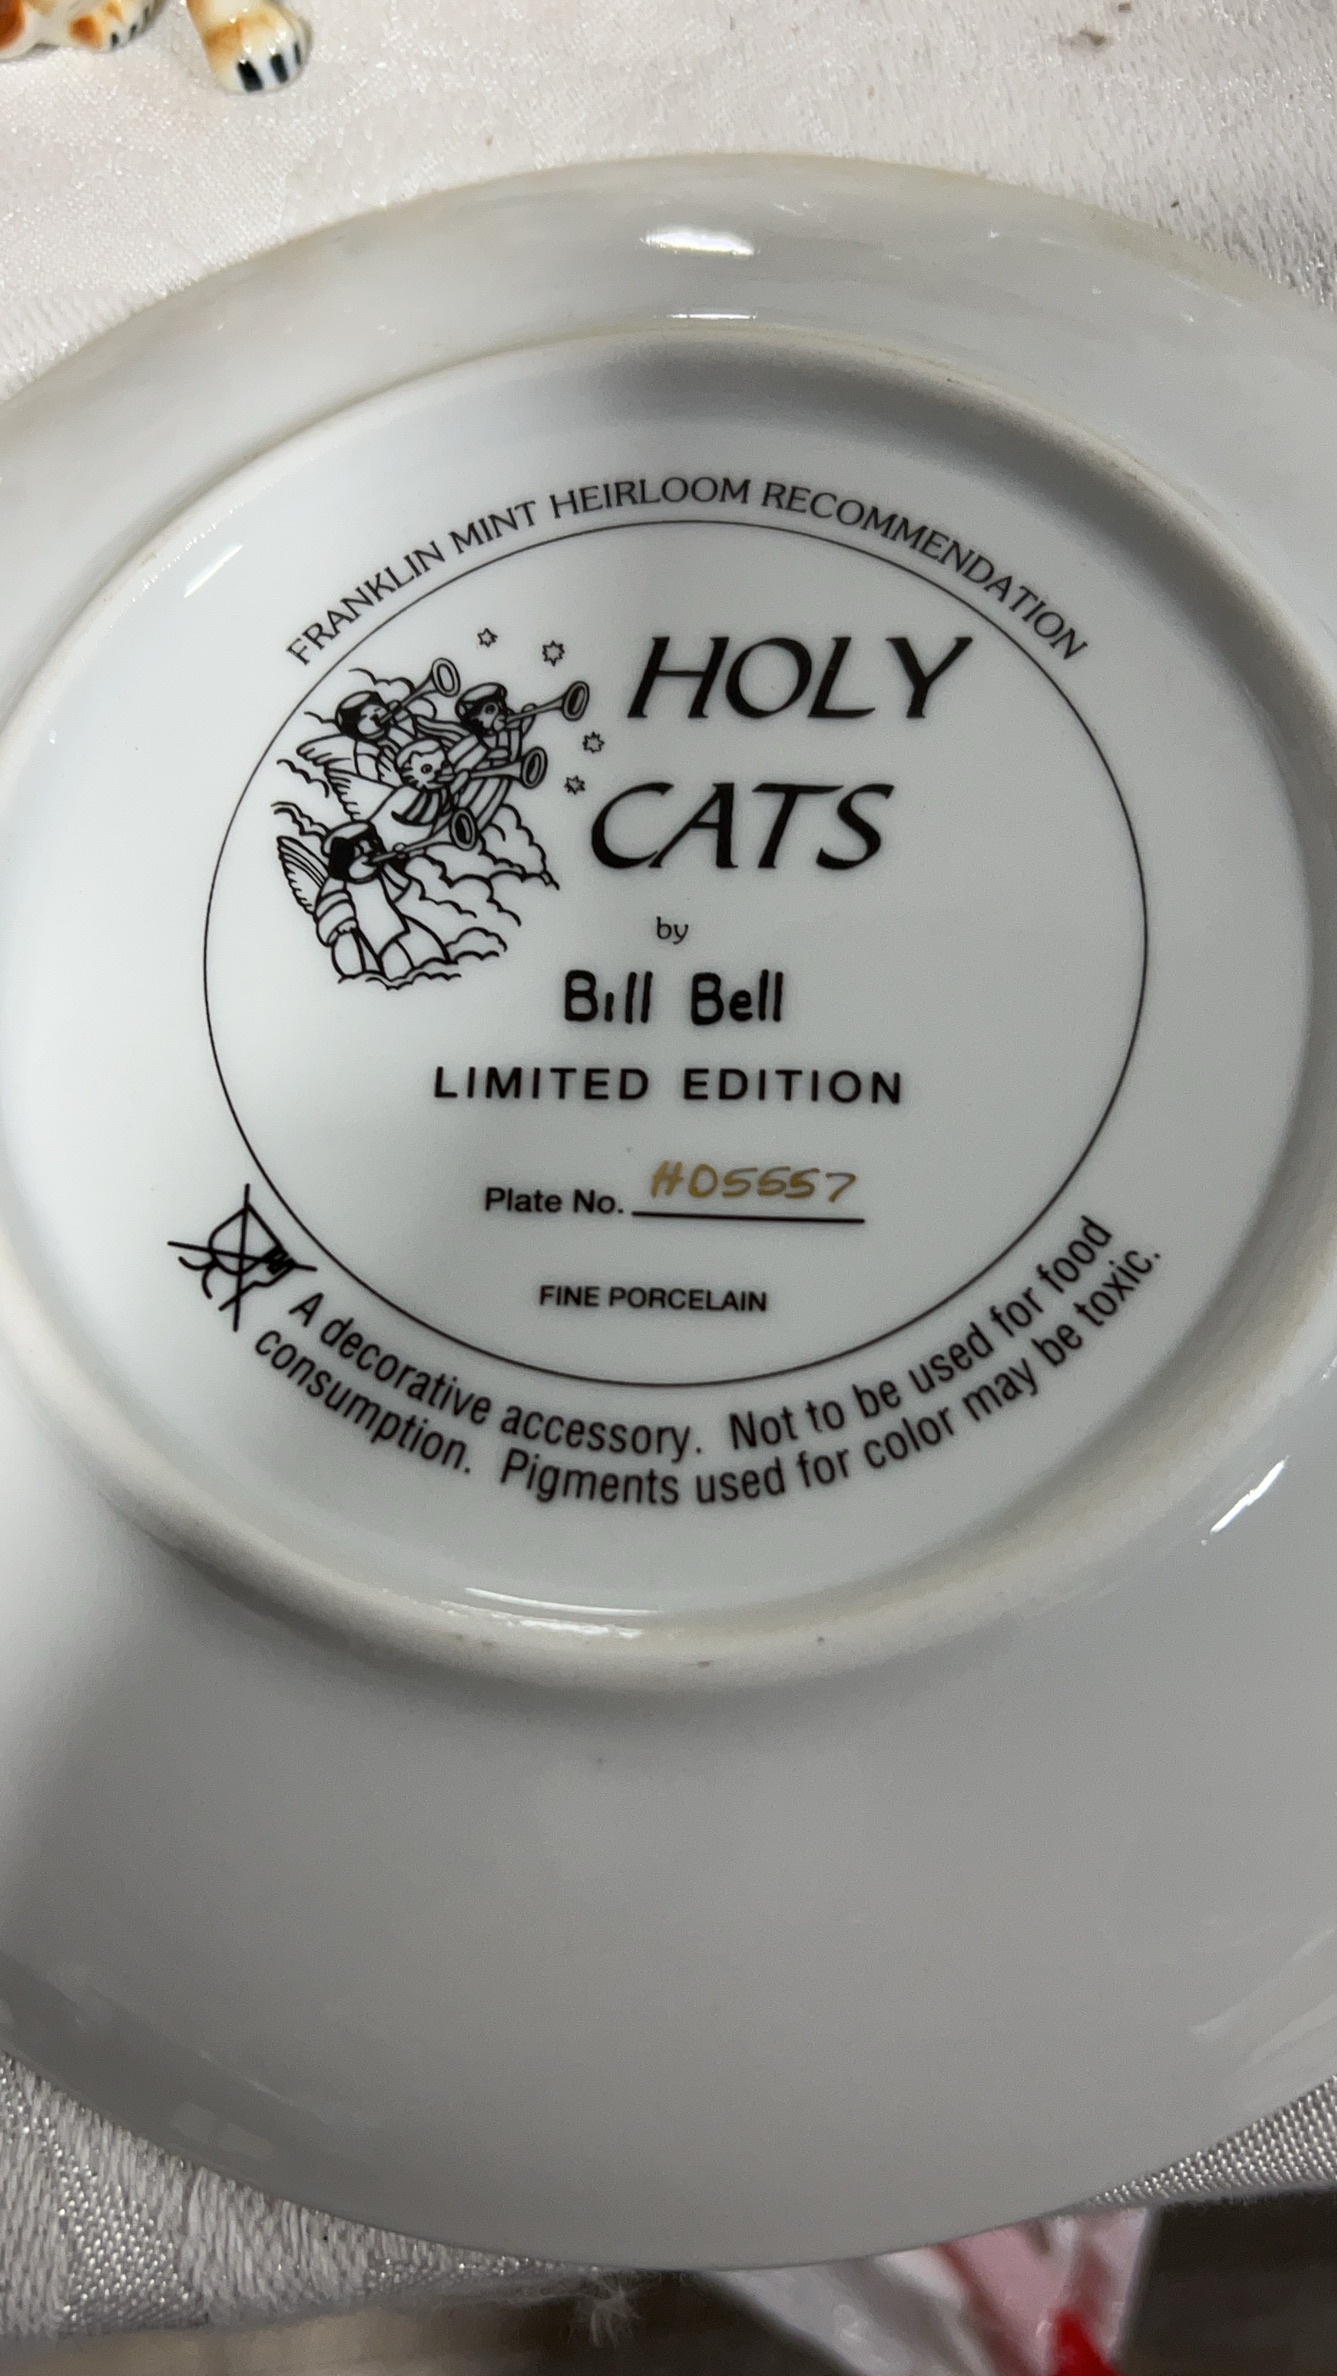 FRANKLIN MINT HEIRLOOM RECOMMENDATION
HOLY
CATS
by
Bill Bell
LIMITED EDITION
Plate No. HO5557
FINE PORCELAIN
A decorative accessory. Not to be used for food
consumption. Pigments used for color may be toxic.